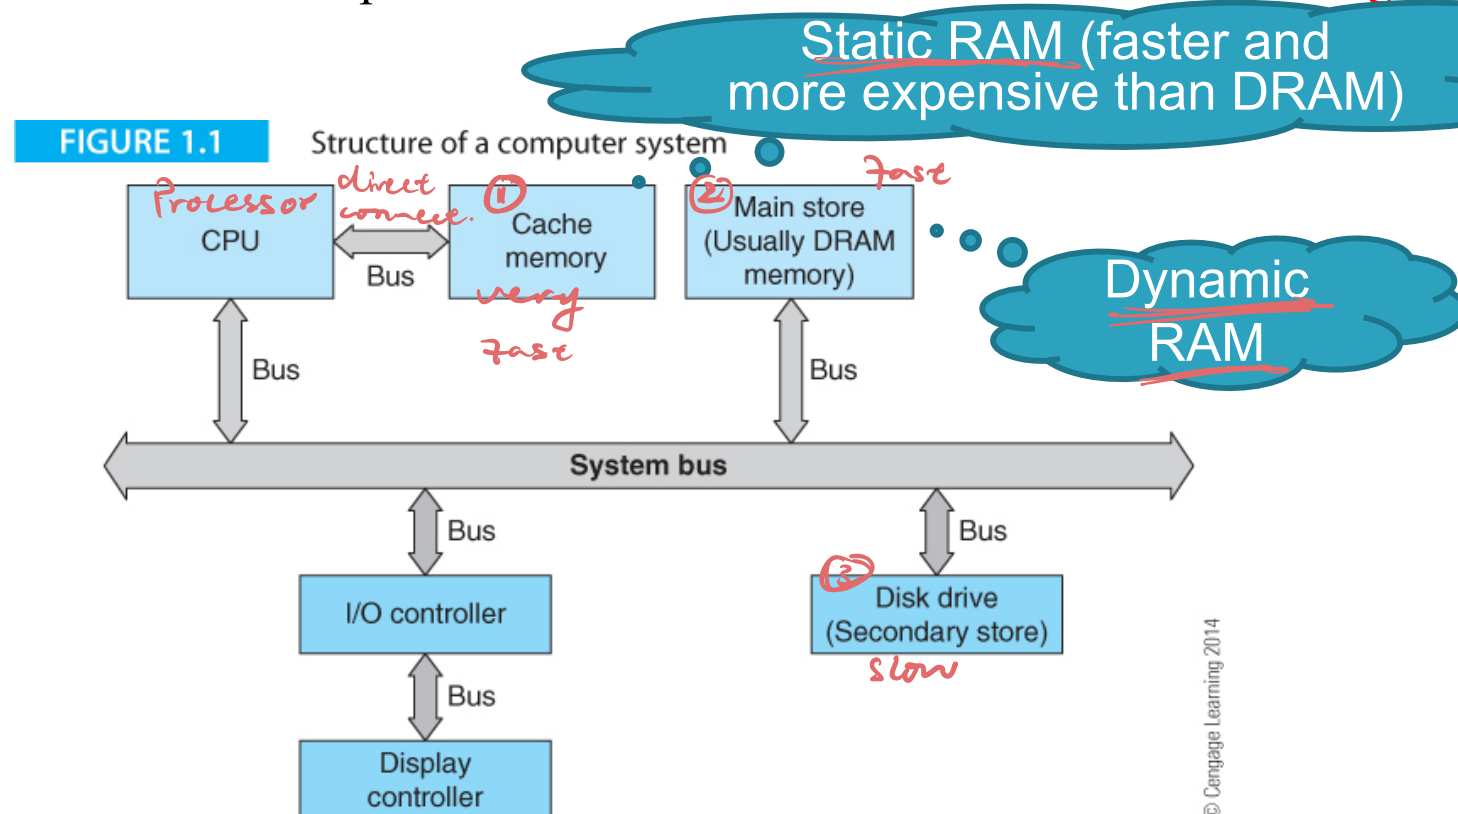 Static RAM (faster and
more expensive than DRAM)
FIGURE 1.1
Structure of a computer system
Processor
CPU
direct
connect.
Bus
1
Cache
memory
very
fast
2
fast
Main store
(Usually DRAM
memory)
Dynamic
RAM
Bus
Bus
System bus
Bus
Bus
I/O controller
3
Disk drive
(Secondary store)
slow
Bus
Display
controller
© Cengage Learning 2014